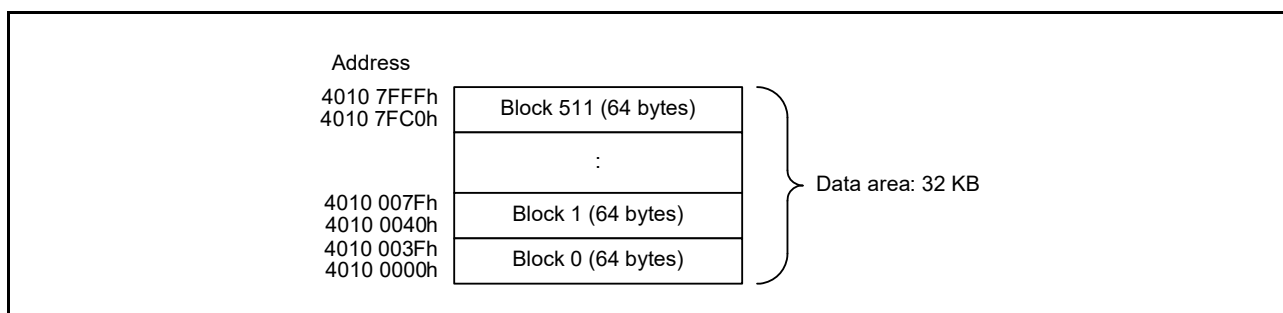 Address
4010 7FFFh
4010 7FC0h
Block 511 (64 bytes)
:
Data area: 32 KB
4010 007Fh
4010 0040h
Block 1 (64 bytes)
4010 003Fh
4010 0000h
Block 0 (64 bytes)